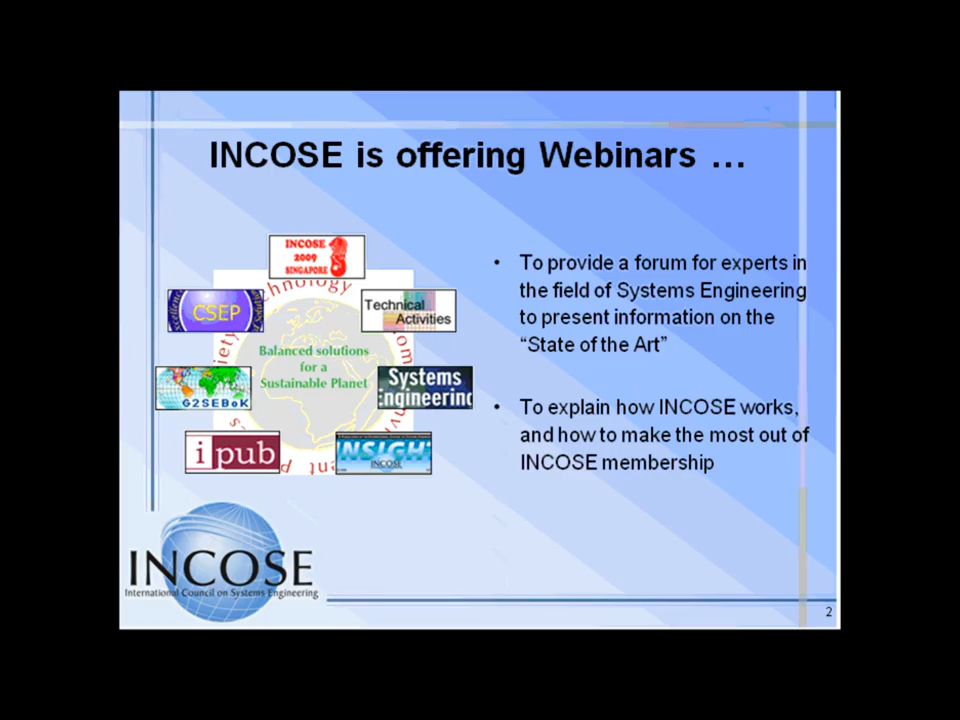 INCOSE is offering Webinars ...
INCOSE
2009
SINGAPORE
CSEP
Technical
Activities
Balanced solutions
for a
Sustainable Planet
Systems
Engineering
G2SEBoK
i pub
INSIGHT
INCOSE
• To provide a forum for experts in
the field of Systems Engineering
to present information on the
“State of the Art”
• To explain how INCOSE works,
and how to make the most out of
INCOSE membership
INCOSE
International Council on Systems Engineering
2